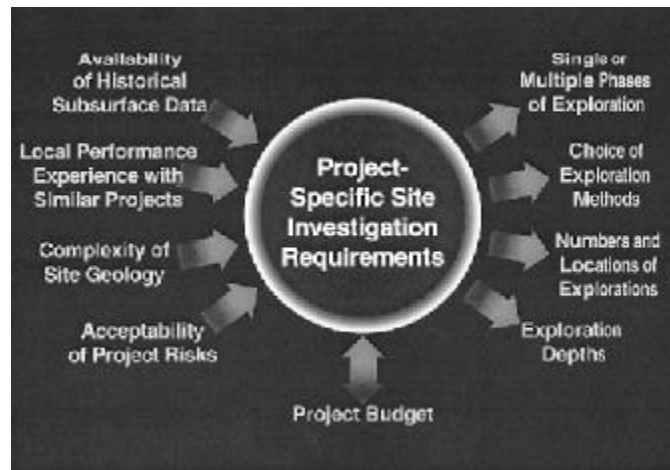 Availability
of Historical
Subsurface Data
Local Performance
Experience with
Similar Projects
Complexity of
Site Geology
Acceptability
of Project Risks
Project-
Specific Site
Investigation
Requirements
Single or
Multiple Phases
of Exploration
Choice of
Exploration
Methods
Numbers and
Locations of
Explorations
Exploration
Depths
Project Budget